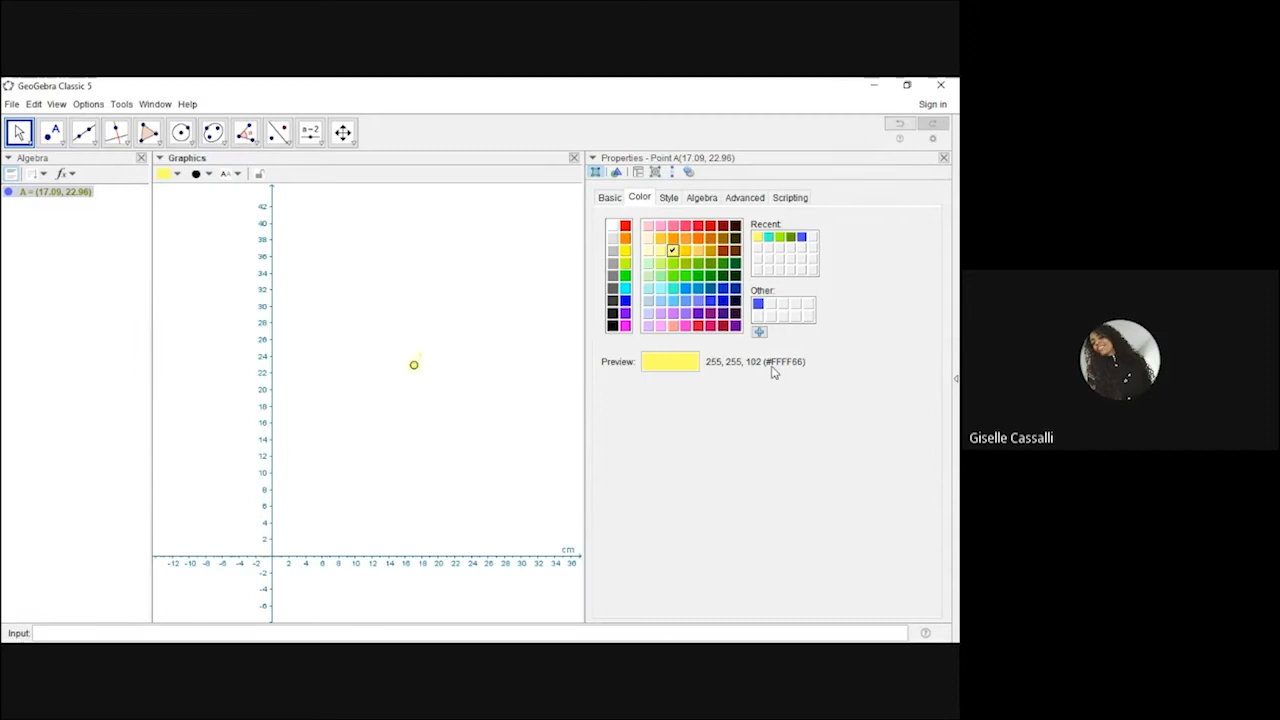 GeoGebra Classic 5
File Edit View Options Tools Window Help
Sign in
A
a=2
Algebra
Graphics
Properties - Point A(17.09, 22.96)
fx
AA
A = (17.09, 22.96)
Basic Color Style Algebra Advanced Scripting
Recent:
Other:
Preview: 255, 255, 102 (#FFFF66)
42
40
38
36
34
32
30
28
26
24
22
20
18
16
14
12
10
8
6
4
2
cm
-12 -10 -8 -6 -4 -2 2 4 6 8 10 12 14 16 18 20 22 24 26 28 30 32 34 36
-2
-4
-6
Input:
Giselle Cassalli